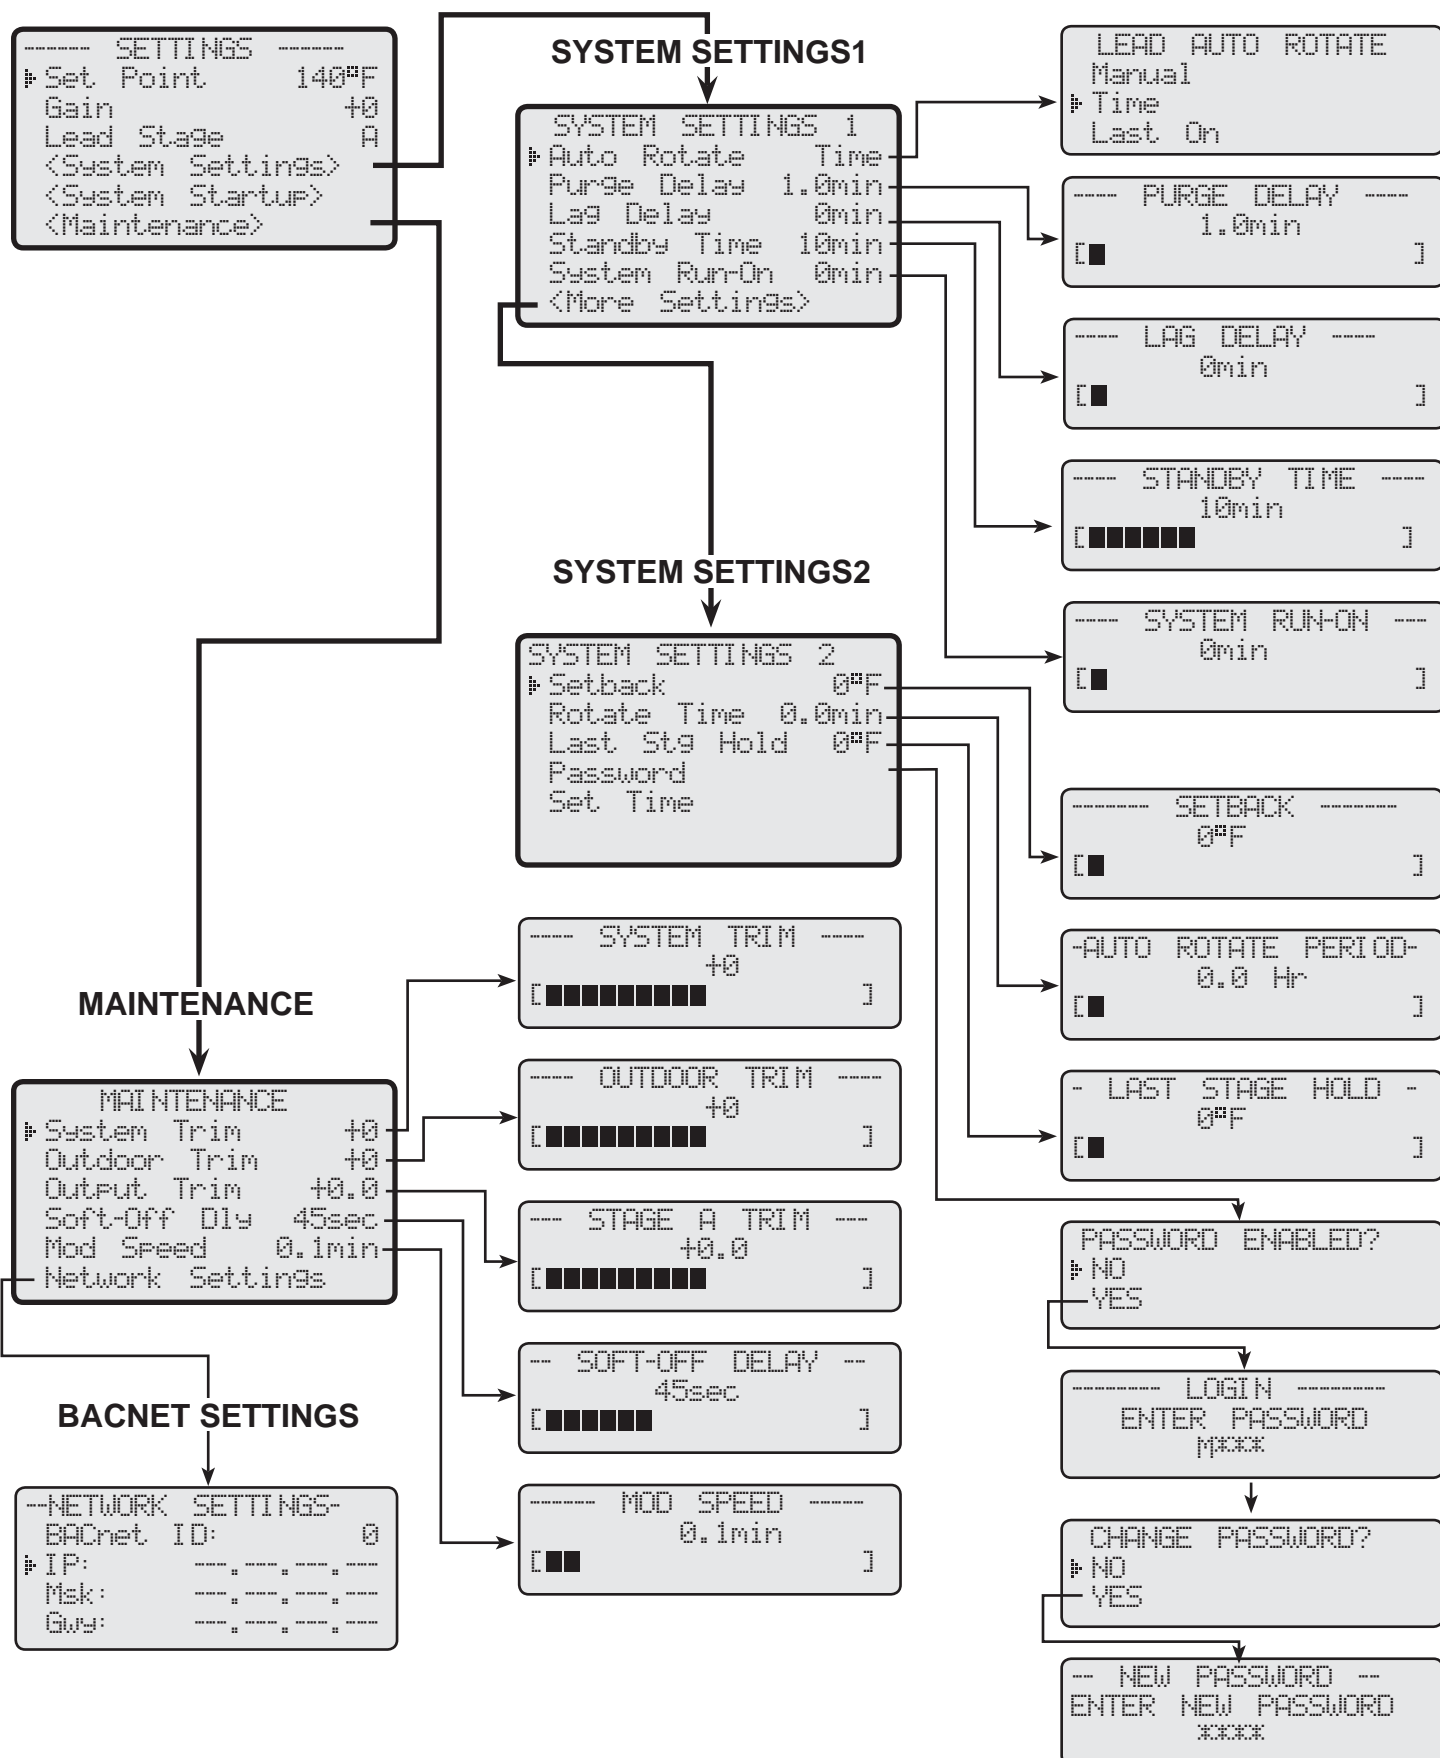 ------ SETTINGS ------
Set Point 140°F
Gain +0
Lead Stage A
<System Settings>
<System Startup>
<Maintenance>
SYSTEM SETTINGS1
SYSTEM SETTINGS 1
Auto Rotate Time
Purge Delay 1.0min
Lag Delay 0min
Standby Time 10min
System Run-On 0min
<More Settings>
LEAD AUTO ROTATE
Manual
Time
Last On
---- PURGE DELAY ----
1.0min
[ ]
---- LAG DELAY ----
0min
[ ]
---- STANDBY TIME ----
10min
[ ]
---- SYSTEM RUN-ON ---
0min
[ ]
SYSTEM SETTINGS2
SYSTEM SETTINGS 2
Setback 0°F
Rotate Time 0.0min
Last Stg Hold 0°F
Password
Set Time
------- SETBACK -------
0°F
[ ]
-AUTO ROTATE PERIOD-
0.0 Hr
[ ]
- LAST STAGE HOLD -
0°F
[ ]
PASSWORD ENABLED?
NO
YES
-------- LOGIN --------
ENTER PASSWORD
M***
CHANGE PASSWORD?
NO
YES
-- NEW PASSWORD --
ENTER NEW PASSWORD
****
MAINTENANCE
MAINTENANCE
System Trim +0
Outdoor Trim +0
Output Trim +0.0
Soft-Off Dly 45sec
Mod Speed 0.1min
Network Settings
---- SYSTEM TRIM ----
+0
[ ]
---- OUTDOOR TRIM ----
+0
[ ]
--- STAGE A TRIM ---
+0.0
[ ]
-- SOFT-OFF DELAY --
45sec
[ ]
------ MOD SPEED -----
0.1min
[ ]
BACNET SETTINGS
--NETWORK SETTINGS-
BACnet ID: 0
IP: ---.---.---.---
Msk: ---.---.---.---
Gwy: ---.---.---.---